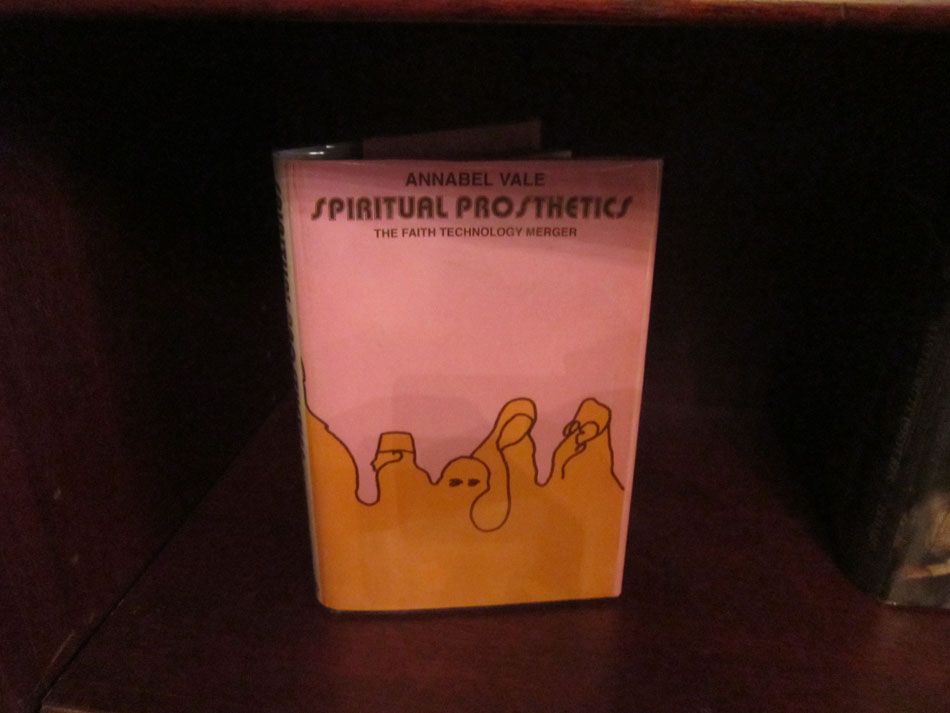 ANNABEL VALE
SPIRITUAL PROSTHETICS
THE FAITH TECHNOLOGY MERGER